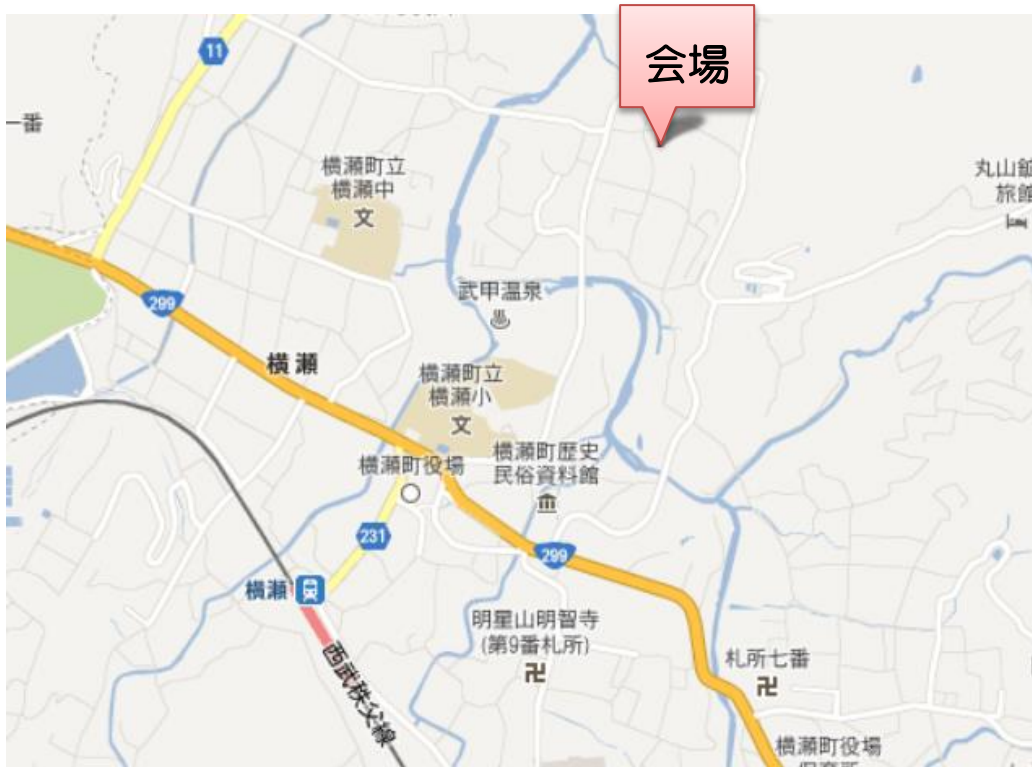 会場
11
一番
横瀬町立
横瀬中
文
丸山鉱
旅館
299
武甲温泉
横瀬
横瀬町立
横瀬小
文
横瀬町役場
横瀬町歴史
民俗資料館
231
299
横瀬
西武秩父線
明星山明智寺
(第9番札所)
卍
札所七番
卍
横瀬町役場